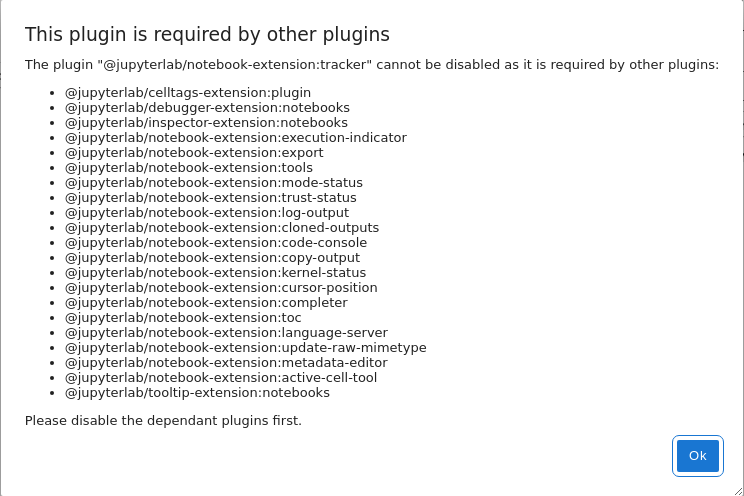 This plugin is required by other plugins
The plugin "@jupyterlab/notebook-extension:tracker" cannot be disabled as it is required by other plugins:
• @jupyterlab/celltags-extension:plugin
• @jupyterlab/debugger-extension:notebooks
• @jupyterlab/inspector-extension:notebooks
• @jupyterlab/notebook-extension:execution-indicator
• @jupyterlab/notebook-extension:export
• @jupyterlab/notebook-extension:tools
• @jupyterlab/notebook-extension:mode-status
• @jupyterlab/notebook-extension:trust-status
• @jupyterlab/notebook-extension:log-output
• @jupyterlab/notebook-extension:cloned-outputs
• @jupyterlab/notebook-extension:code-console
• @jupyterlab/notebook-extension:copy-output
• @jupyterlab/notebook-extension:kernel-status
• @jupyterlab/notebook-extension:cursor-position
• @jupyterlab/notebook-extension:completer
• @jupyterlab/notebook-extension:toc
• @jupyterlab/notebook-extension:language-server
• @jupyterlab/notebook-extension:update-raw-mimetype
• @jupyterlab/notebook-extension:metadata-editor
• @jupyterlab/notebook-extension:active-cell-tool
• @jupyterlab/tooltip-extension:notebooks
Please disable the dependant plugins first.
Ok